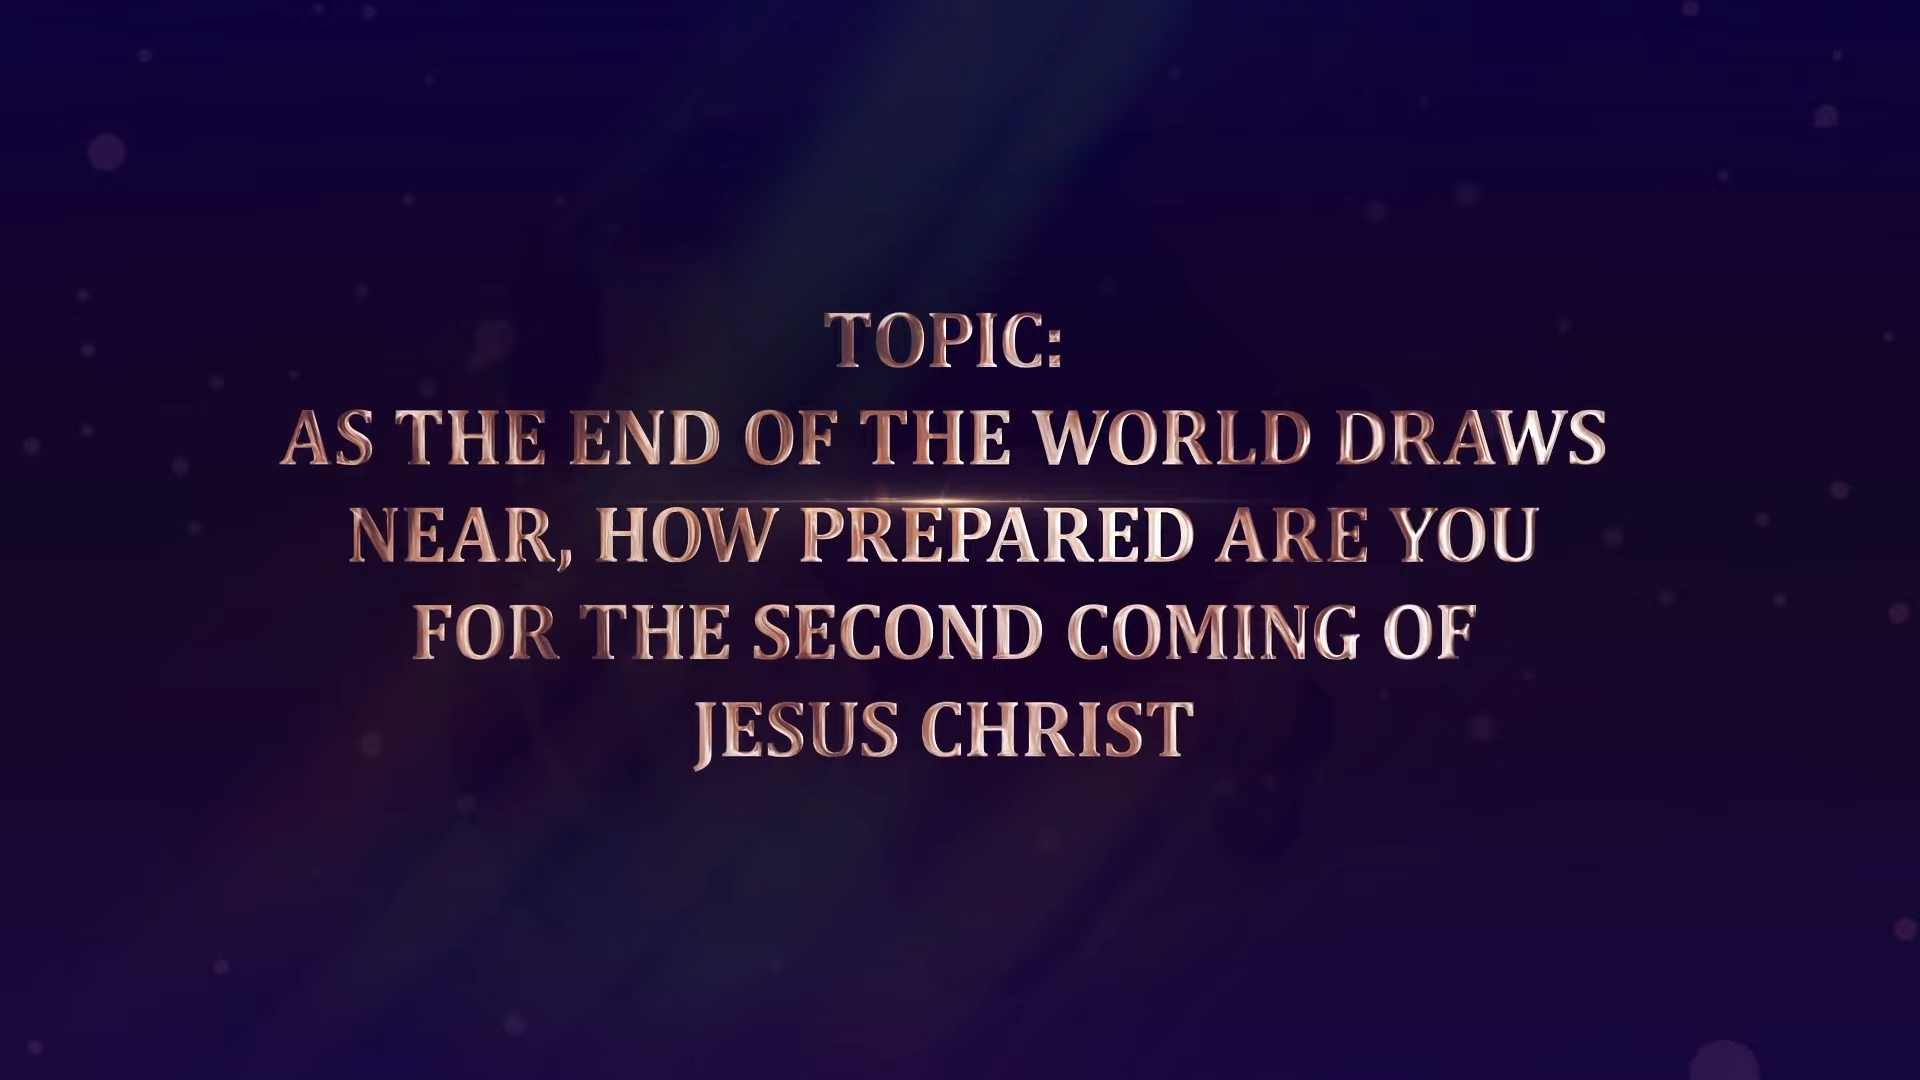 TOPIC:
AS THE END OF THE WORLD DRAWS
NEAR, HOW PREPARED ARE YOU
FOR THE SECOND COMING OF
JESUS CHRIST